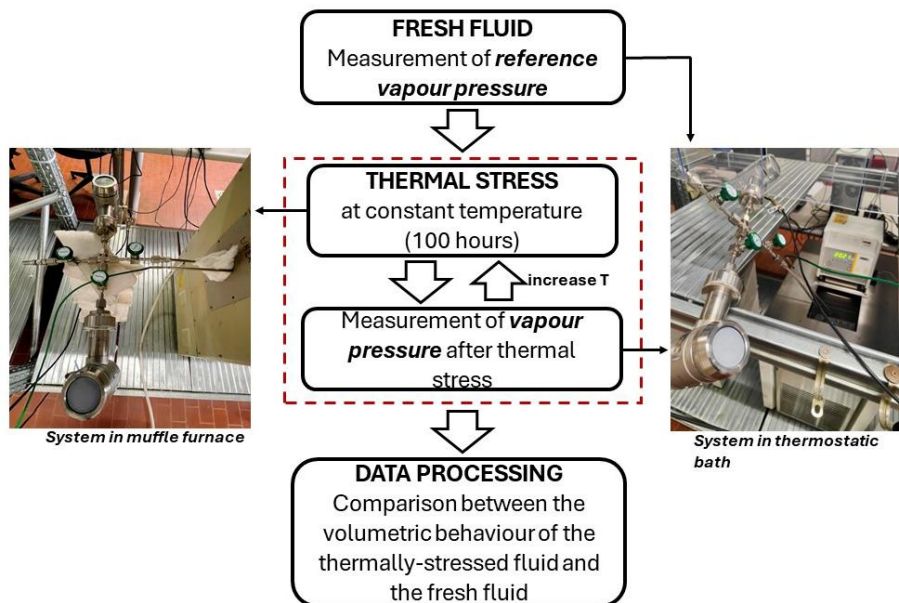 FRESH FLUID
Measurement of reference
vapour pressure
THERMAL STRESS
at constant temperature
(100 hours)
increase T
Measurement of vapour
pressure after thermal
stress
System in muffle furnace
System in thermostatic
bath
DATA PROCESSING
Comparison between the
volumetric behaviour of the
thermally-stressed fluid and
the fresh fluid